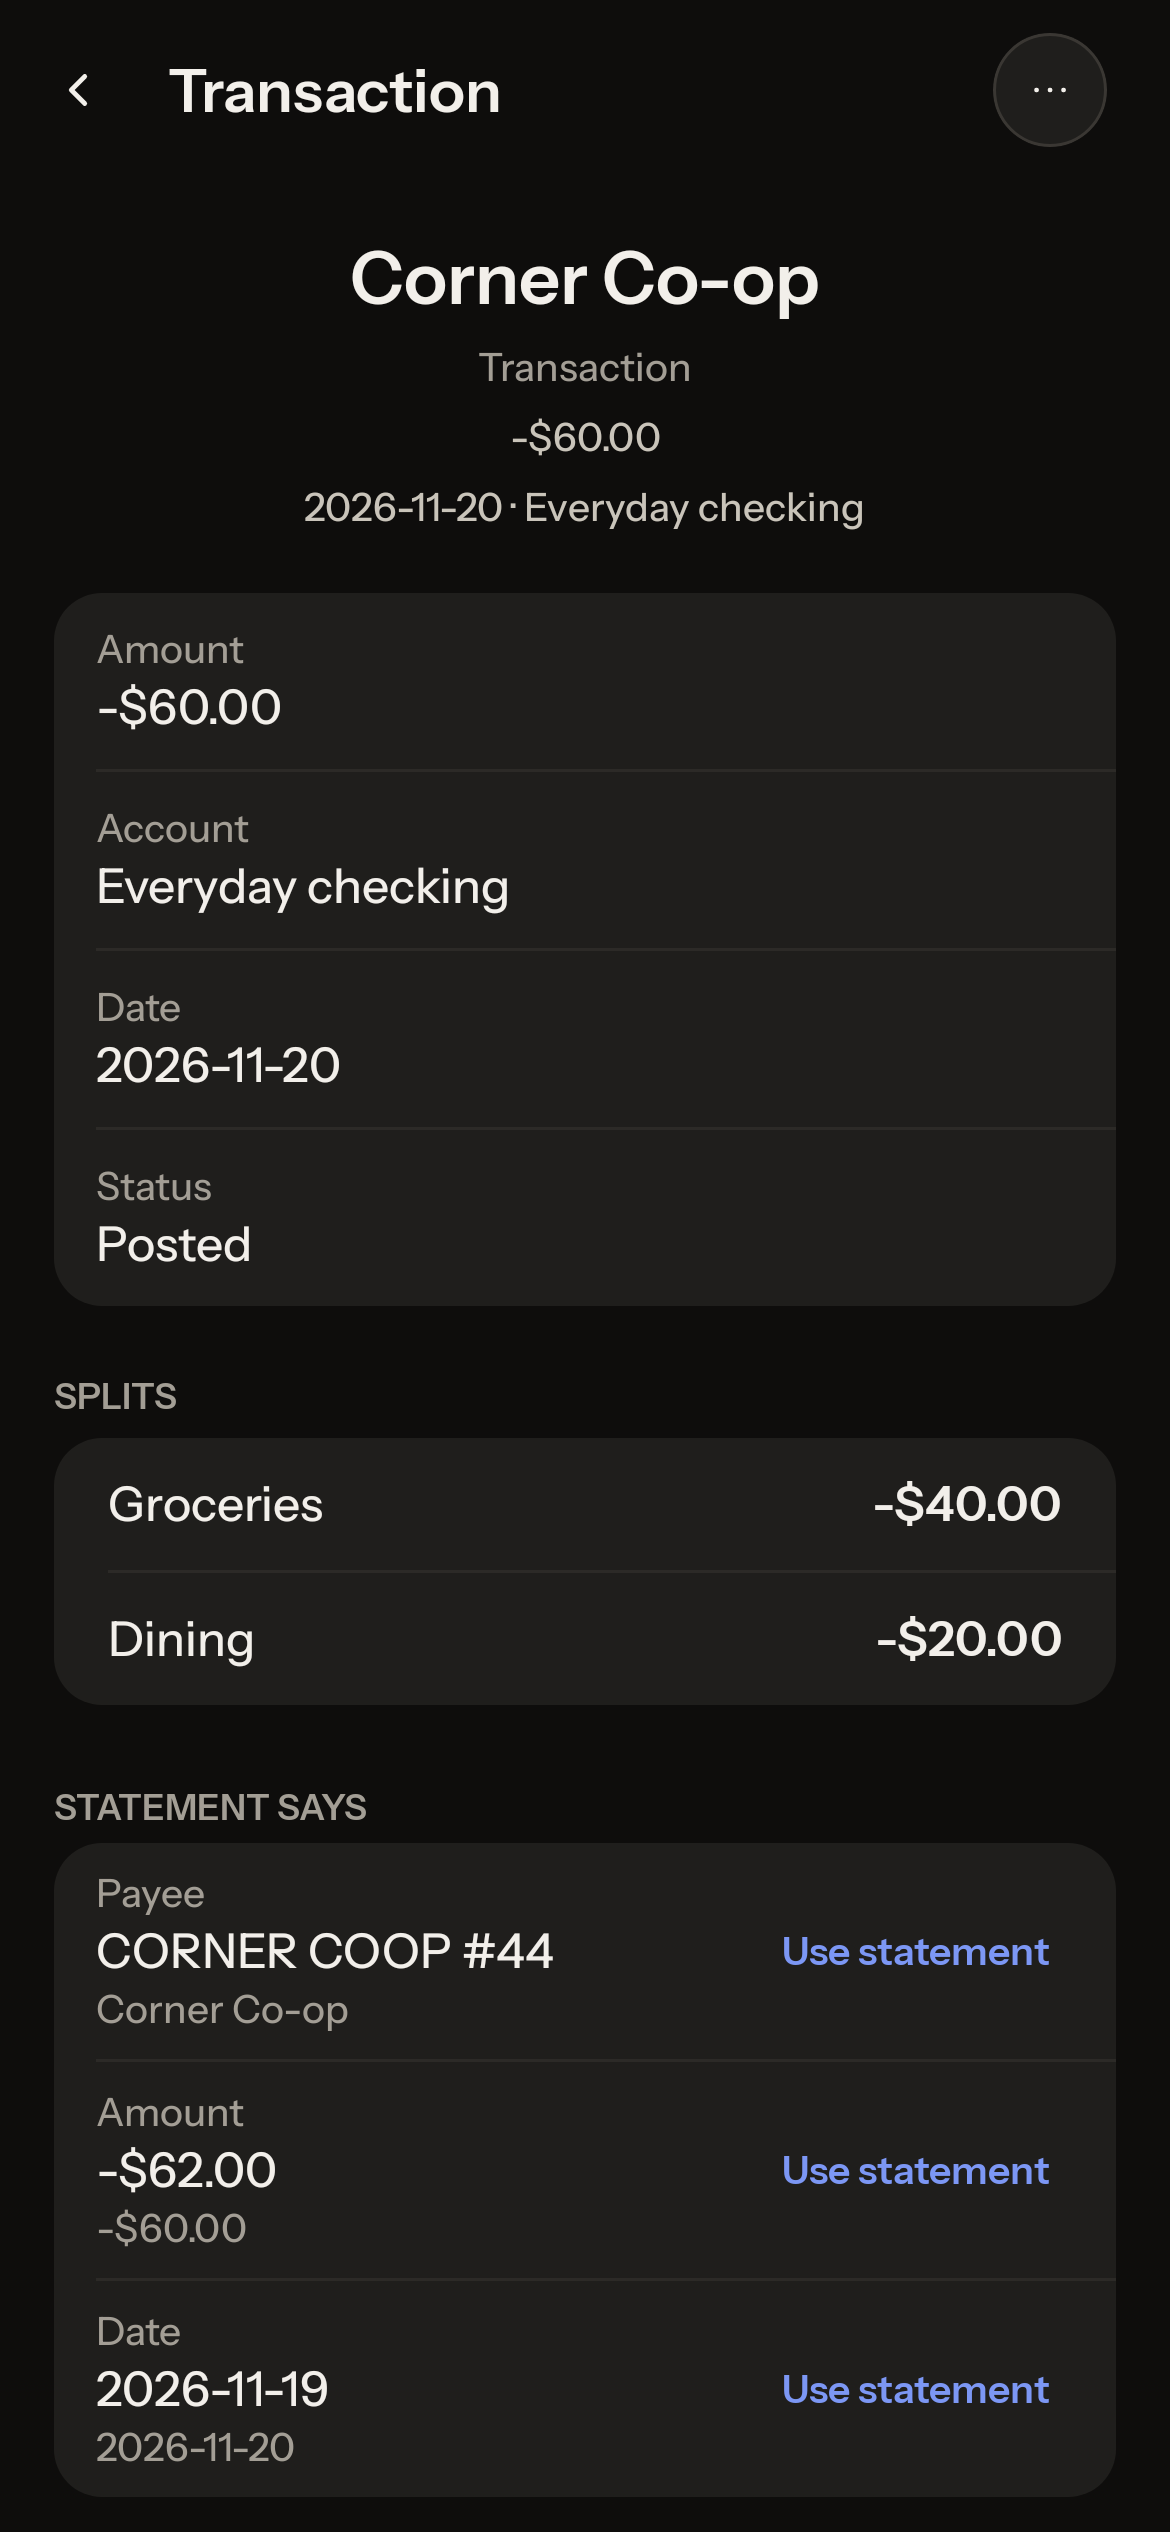 Transaction
...
Corner Co-op
Transaction
-$60.00
2026-11-20 · Everyday checking
Amount
-$60.00
Account
Everyday checking
Date
2026-11-20
Status
Posted
SPLITS
Groceries -$40.00
Dining -$20.00
STATEMENT SAYS
Payee
CORNER COOP #44 Use statement
Corner Co-op
Amount
-$62.00 Use statement
-$60.00
Date
2026-11-19 Use statement
2026-11-20